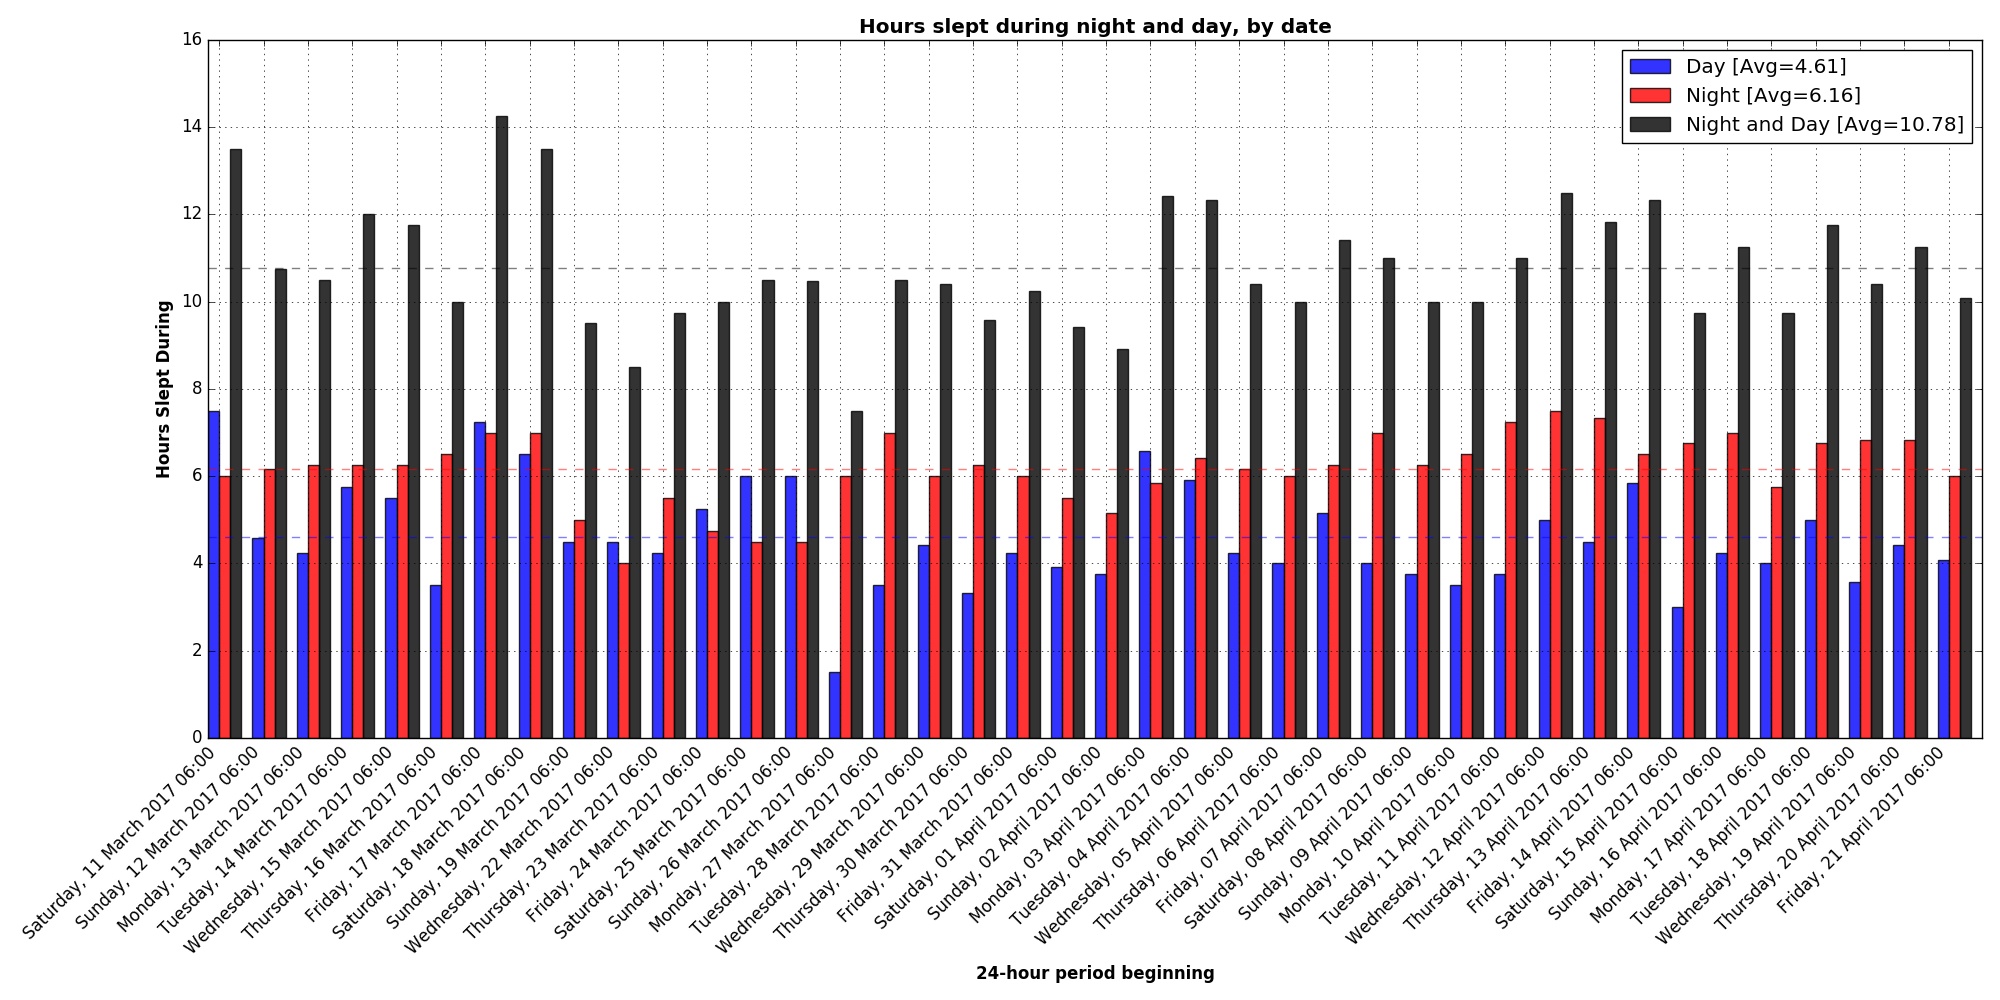 Hours slept during night and day, by date
Day [Avg=4.61]
Night [Avg=6.16]
Night and Day [Avg=10.78]
16
14
12
10
8
6
4
2
0
Hours Slept During
Saturday, 11 March 2017 06:00
Sunday, 12 March 2017 06:00
Monday, 13 March 2017 06:00
Tuesday, 14 March 2017 06:00
Wednesday, 15 March 2017 06:00
Thursday, 16 March 2017 06:00
Friday, 17 March 2017 06:00
Saturday, 18 March 2017 06:00
Sunday, 19 March 2017 06:00
Wednesday, 22 March 2017 06:00
Thursday, 23 March 2017 06:00
Friday, 24 March 2017 06:00
Saturday, 25 March 2017 06:00
Sunday, 26 March 2017 06:00
Monday, 27 March 2017 06:00
Tuesday, 28 March 2017 06:00
Wednesday, 29 March 2017 06:00
Thursday, 30 March 2017 06:00
Friday, 31 March 2017 06:00
Saturday, 01 April 2017 06:00
Sunday, 02 April 2017 06:00
Monday, 03 April 2017 06:00
Tuesday, 04 April 2017 06:00
Wednesday, 05 April 2017 06:00
Thursday, 06 April 2017 06:00
Friday, 07 April 2017 06:00
Saturday, 08 April 2017 06:00
Sunday, 09 April 2017 06:00
Monday, 10 April 2017 06:00
Tuesday, 11 April 2017 06:00
Wednesday, 12 April 2017 06:00
Thursday, 13 April 2017 06:00
Friday, 14 April 2017 06:00
Saturday, 15 April 2017 06:00
Sunday, 16 April 2017 06:00
Monday, 17 April 2017 06:00
Tuesday, 18 April 2017 06:00
Wednesday, 19 April 2017 06:00
Thursday, 20 April 2017 06:00
Friday, 21 April 2017 06:00
24-hour period beginning